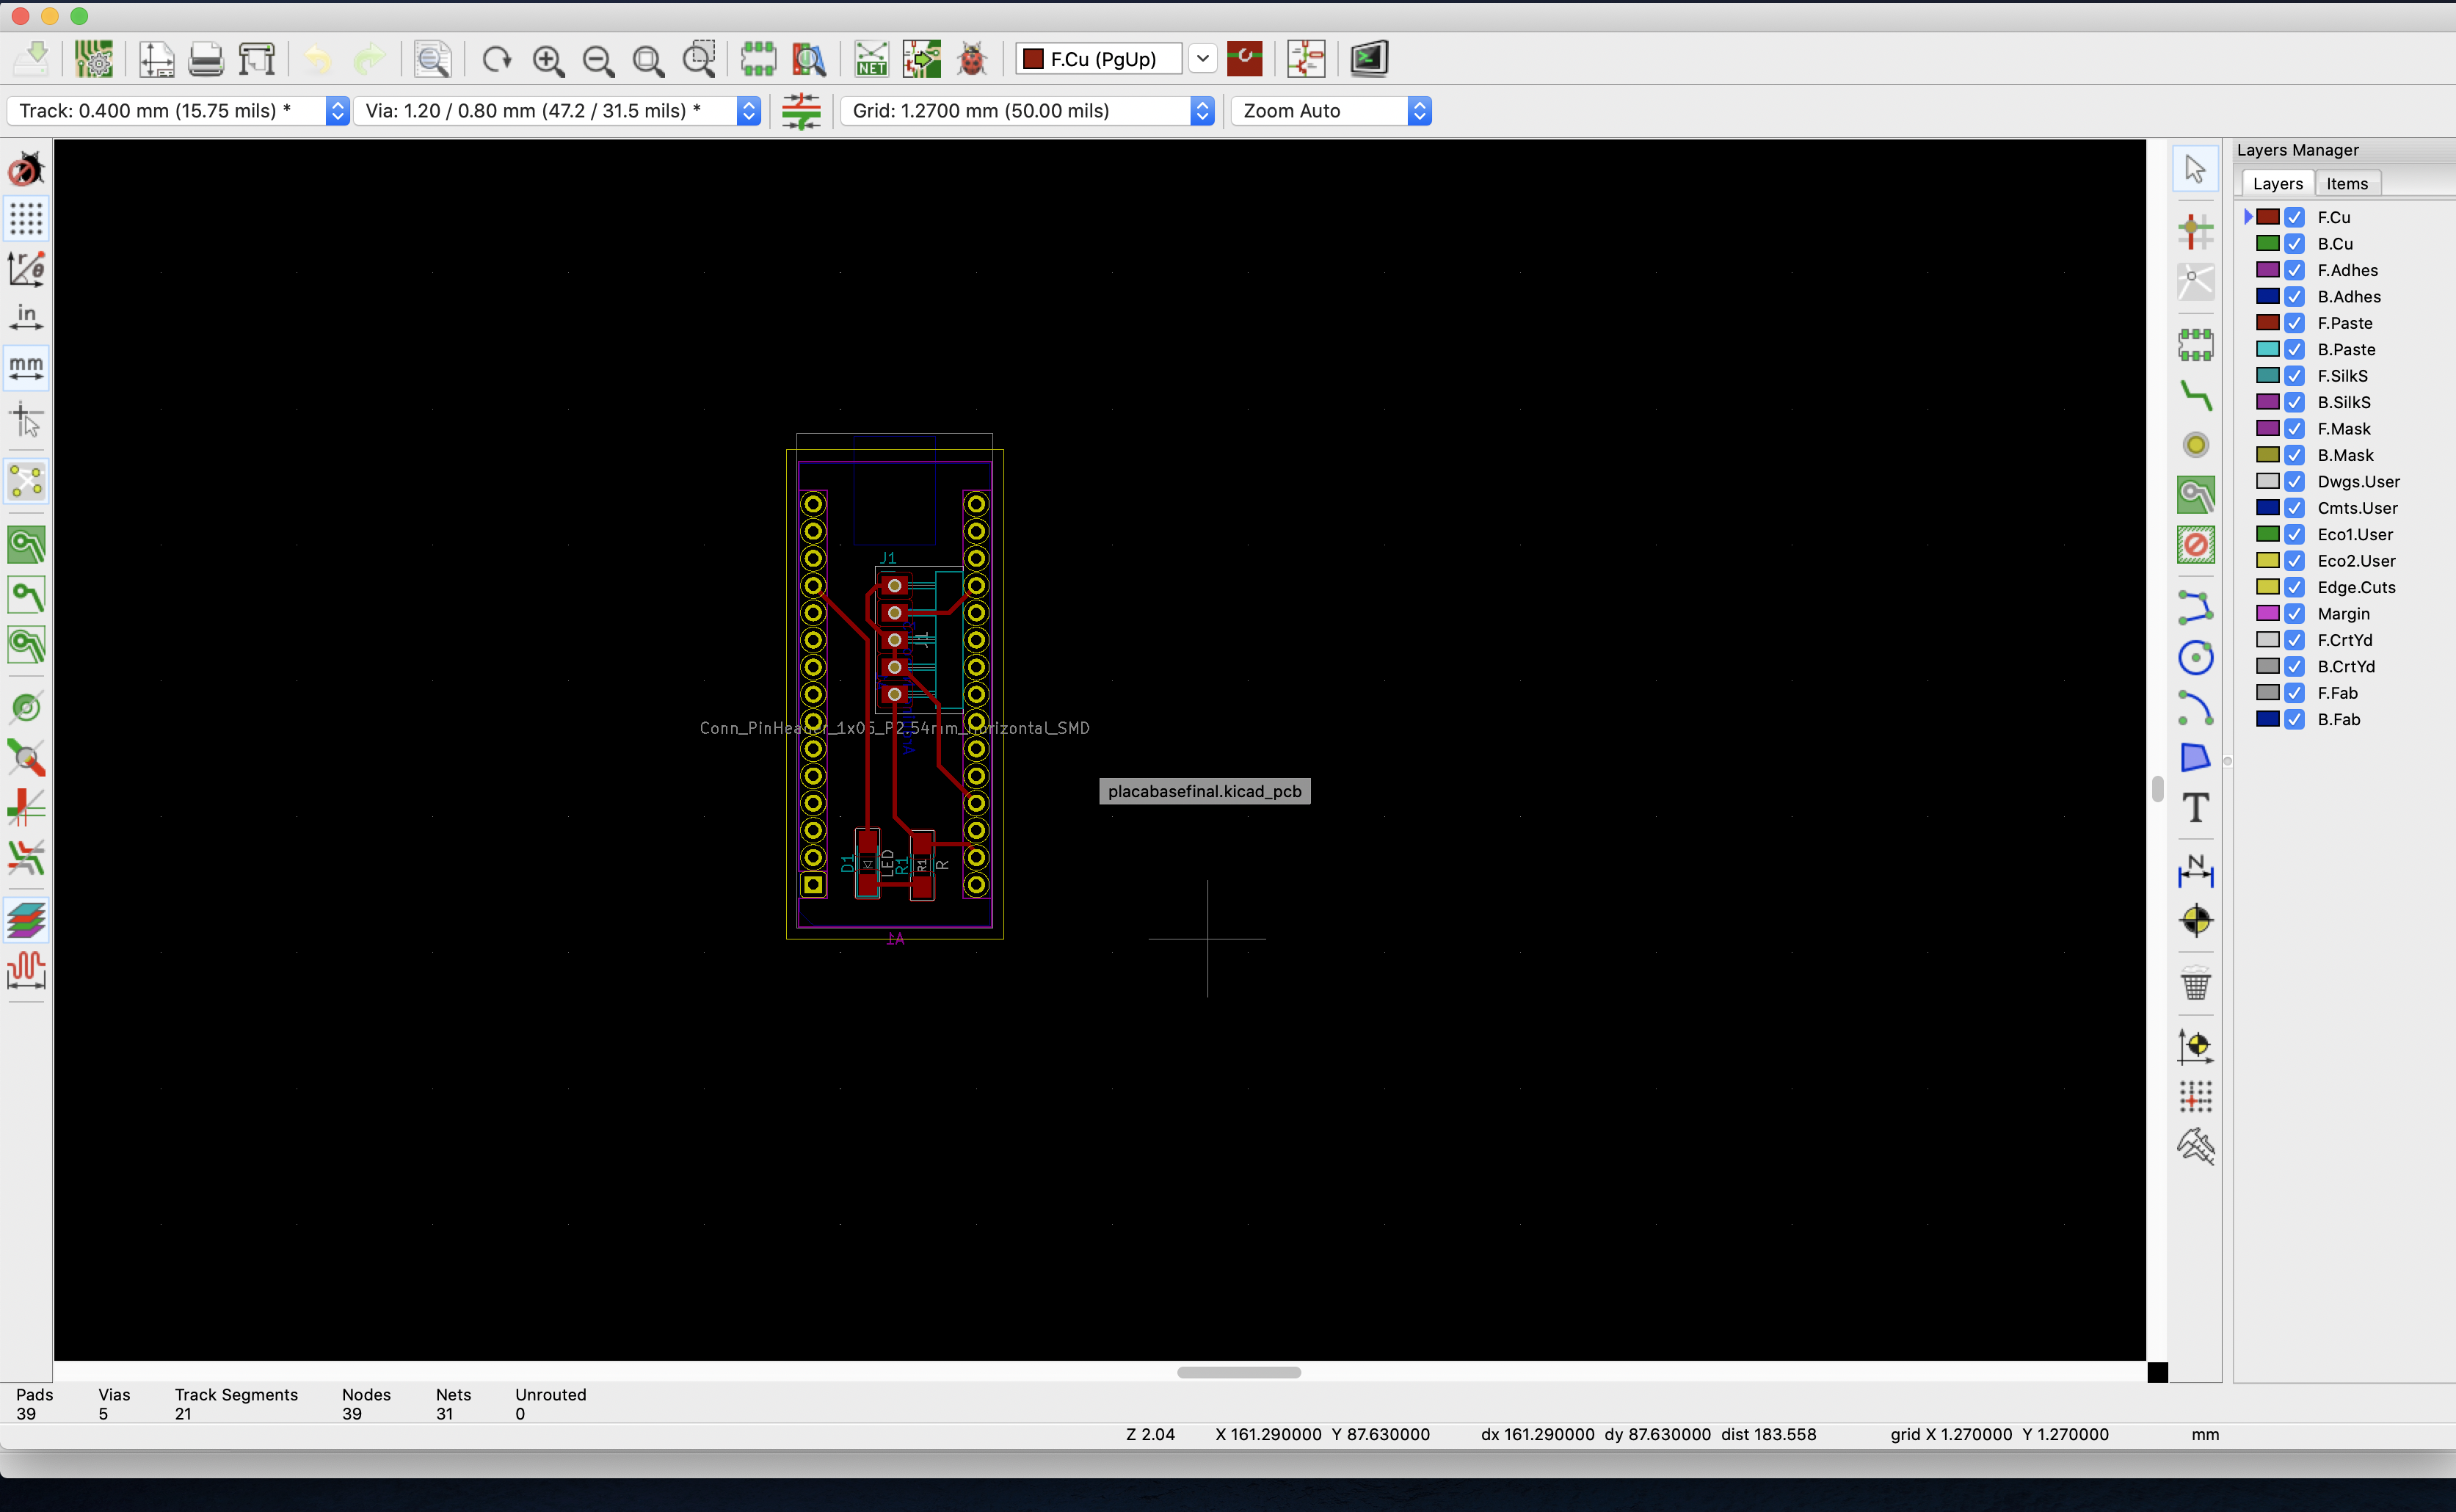 NET
F.Cu (PgUp)
Track: 0.400 mm (15.75 mils) *
Via: 1.20 / 0.80 mm (47.2 / 31.5 mils) *
Grid: 1.2700 mm (50.00 mils)
Zoom Auto
in
mm
J1
J1
Conn_PinHeader_1x05_P2.54mm_Horizontal_SMD
placabasefinal.kicad_pcb
D1
LED
R1
R1
R
A1
T
N
Layers Manager
Layers
Items
F.Cu
B.Cu
F.Adhes
B.Adhes
F.Paste
B.Paste
F.SilkS
B.SilkS
F.Mask
B.Mask
Dwgs.User
Cmts.User
Eco1.User
Eco2.User
Edge.Cuts
Margin
F.CrtYd
B.CrtYd
F.Fab
B.Fab
Pads Vias Track Segments Nodes Nets Unrouted
39 5 21 39 31 0
Z 2.04 X 161.290000 Y 87.630000 dx 161.290000 dy 87.630000 dist 183.558 grid X 1.270000 Y 1.270000 mm